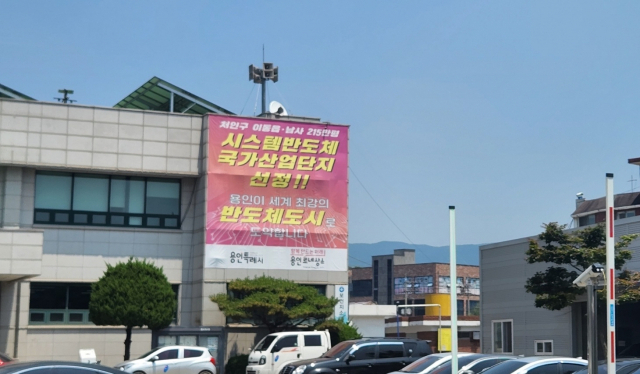 처인구 이동읍·남사 215만평
시스템반도체
국가산업단지
선정!!
용인이 세계 최강의
반도체도시로
도약합니다
용인특례시